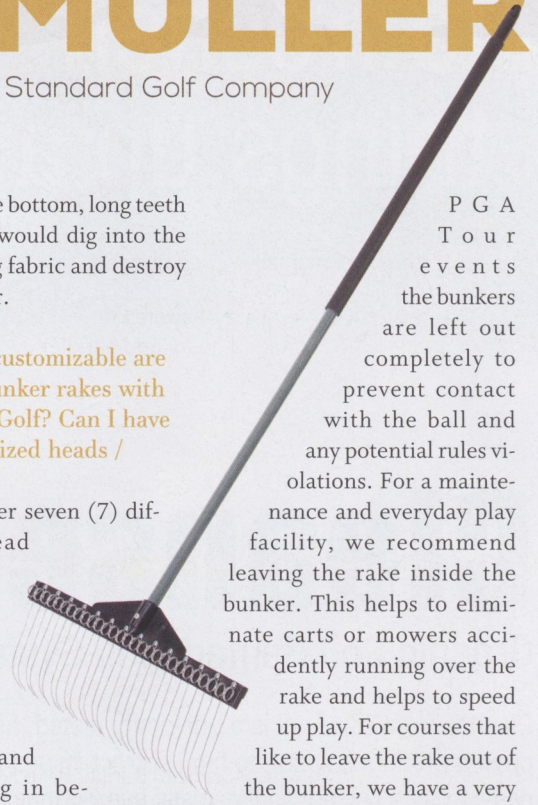 MULLER
Standard Golf Company
e bottom, long teeth
would dig into the
g fabric and destroy
r.
customizable are
unker rakes with
Golf? Can I have
ized heads /
er seven (7) dif-
ead
and
g in be-
PGA
Tour
events
the bunkers
are left out
completely to
prevent contact
with the ball and
any potential rules vi-
olations. For a mainte-
nance and everyday play
facility, we recommend
leaving the rake inside the
bunker. This helps to elimi-
nate carts or mowers acci-
dently running over the
rake and helps to speed
up play. For courses that
like to leave the rake out of
the bunker, we have a very